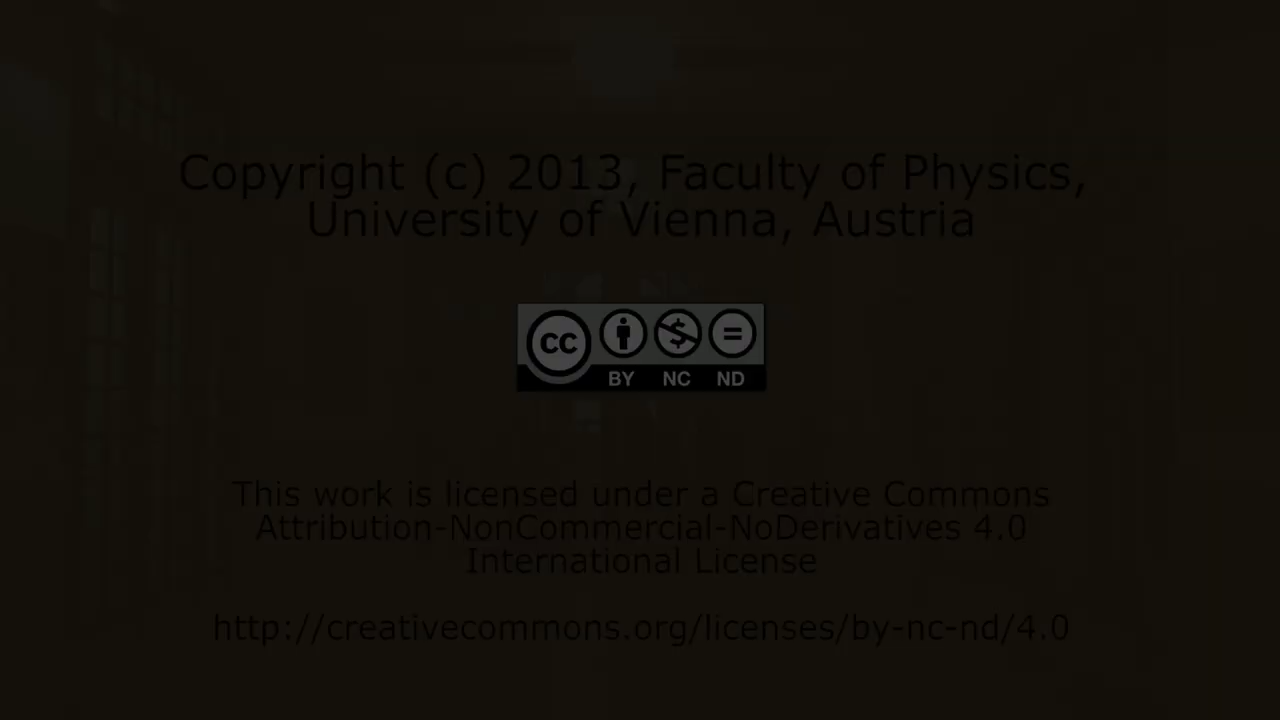 Copyright (c) 2013, Faculty of Physics,
University of Vienna, Austria
CC
BY NC ND
This work is licensed under a Creative Commons
Attribution-NonCommercial-NoDerivatives 4.0
International License
http://creativecommons.org/licenses/by-nc-nd/4.0